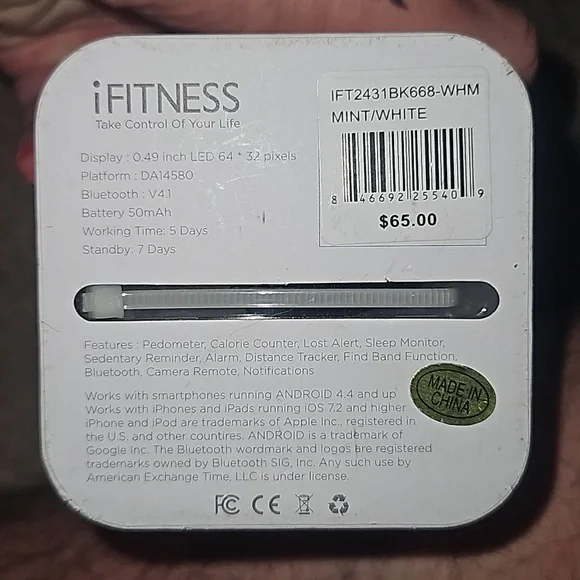 iFITNESS
Take Control Of Your Life
IFT2431BK668-WHM
MINT/WHITE
8 46692 25540 9
$65.00
Display : 0.49 inch LED 64 * 32 pixels
Platform : DA14580
Bluetooth : V4.1
Battery 50mAh
Working Time: 5 Days
Standby: 7 Days
Features : Pedometer, Calorie Counter, Lost Alert, Sleep Monitor,
Sedentary Reminder, Alarm, Distance Tracker, Find Band Function,
Bluetooth, Camera Remote, Notifications
MADE IN
CHINA
Works with smartphones running ANDROID 4.4 and up
Works with iPhones and iPads running iOS 7.2 and higher
iPhone and iPod are trademarks of Apple Inc., registered in
the U.S. and other countires. ANDROID is a trademark of
Google Inc. The Bluetooth wordmark and logos are registered
trademarks owned by Bluetooth SIG, Inc. Any such use by
American Exchange Time, LLC is under license.
FC CE